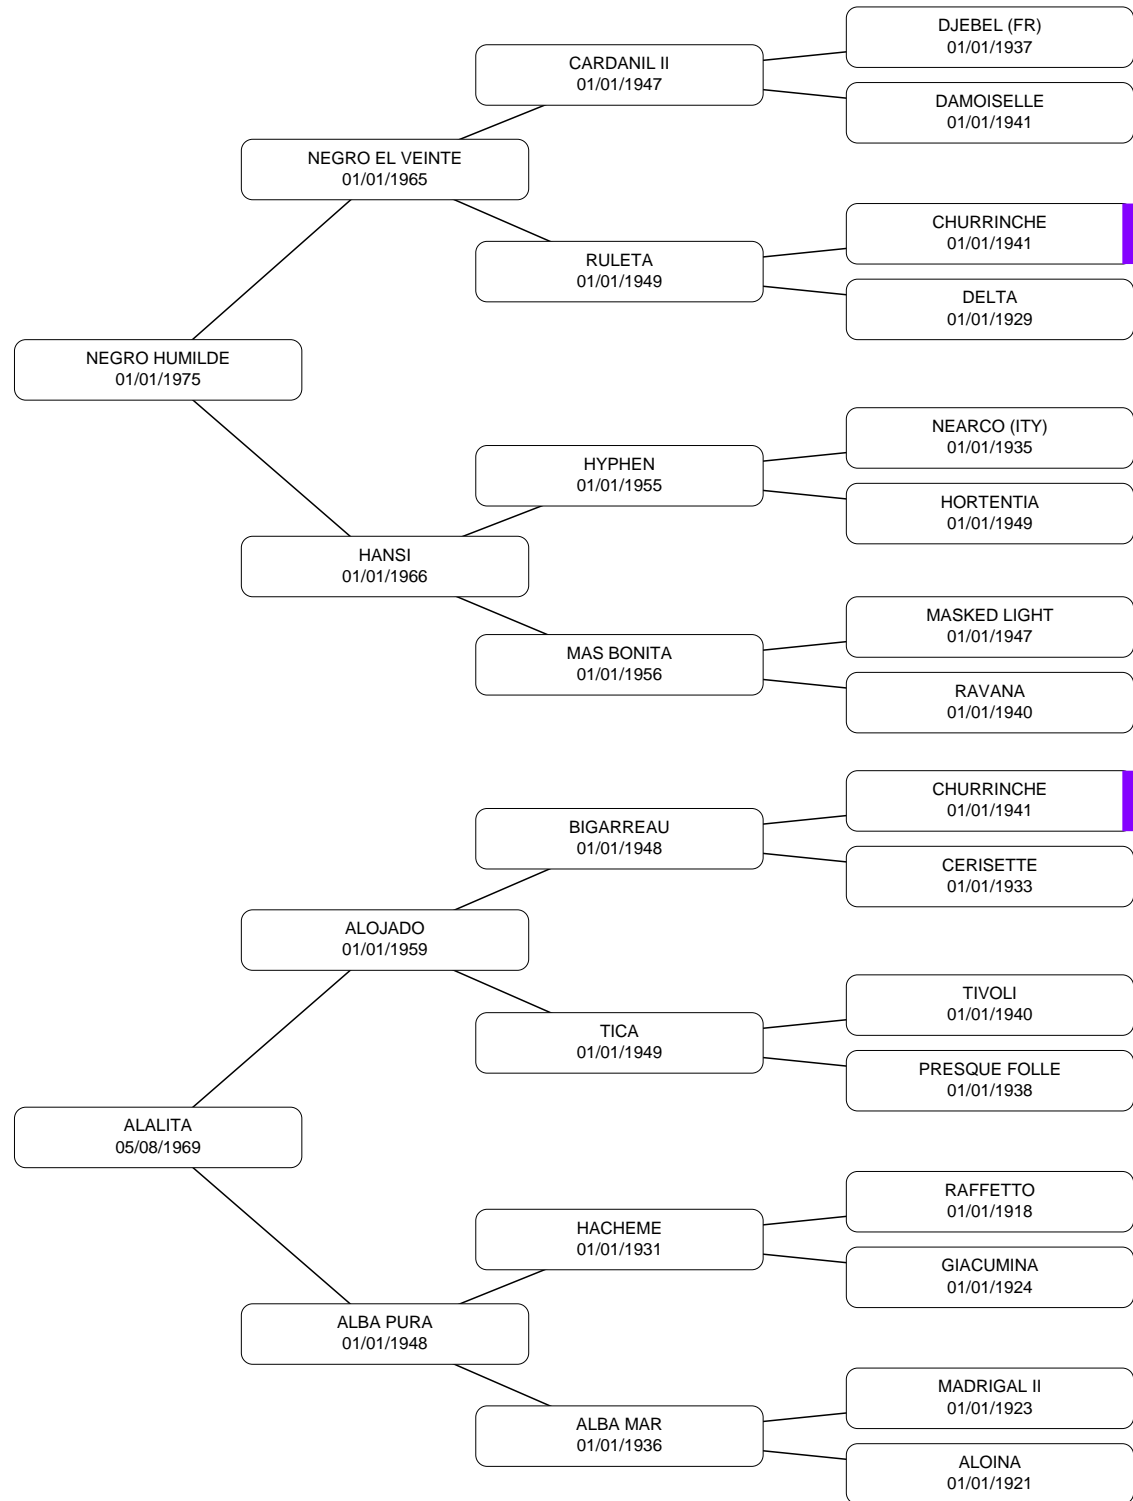 DJEBEL (FR)
01/01/1937
CARDANIL II
01/01/1947
DAMOISELLE
01/01/1941
NEGRO EL VEINTE
01/01/1965
CHURRINCHE
01/01/1941
RULETA
01/01/1949
DELTA
01/01/1929
NEGRO HUMILDE
01/01/1975
NEARCO (ITY)
01/01/1935
HYPHEN
01/01/1955
HORTENTIA
01/01/1949
HANSI
01/01/1966
MASKED LIGHT
01/01/1947
MAS BONITA
01/01/1956
RAVANA
01/01/1940
CHURRINCHE
01/01/1941
BIGARREAU
01/01/1948
CERISETTE
01/01/1933
ALOJADO
01/01/1959
TIVOLI
01/01/1940
TICA
01/01/1949
PRESQUE FOLLE
01/01/1938
ALALITA
05/08/1969
RAFFETTO
01/01/1918
HACHEME
01/01/1931
GIACUMINA
01/01/1924
ALBA PURA
01/01/1948
MADRIGAL II
01/01/1923
ALBA MAR
01/01/1936
ALOINA
01/01/1921